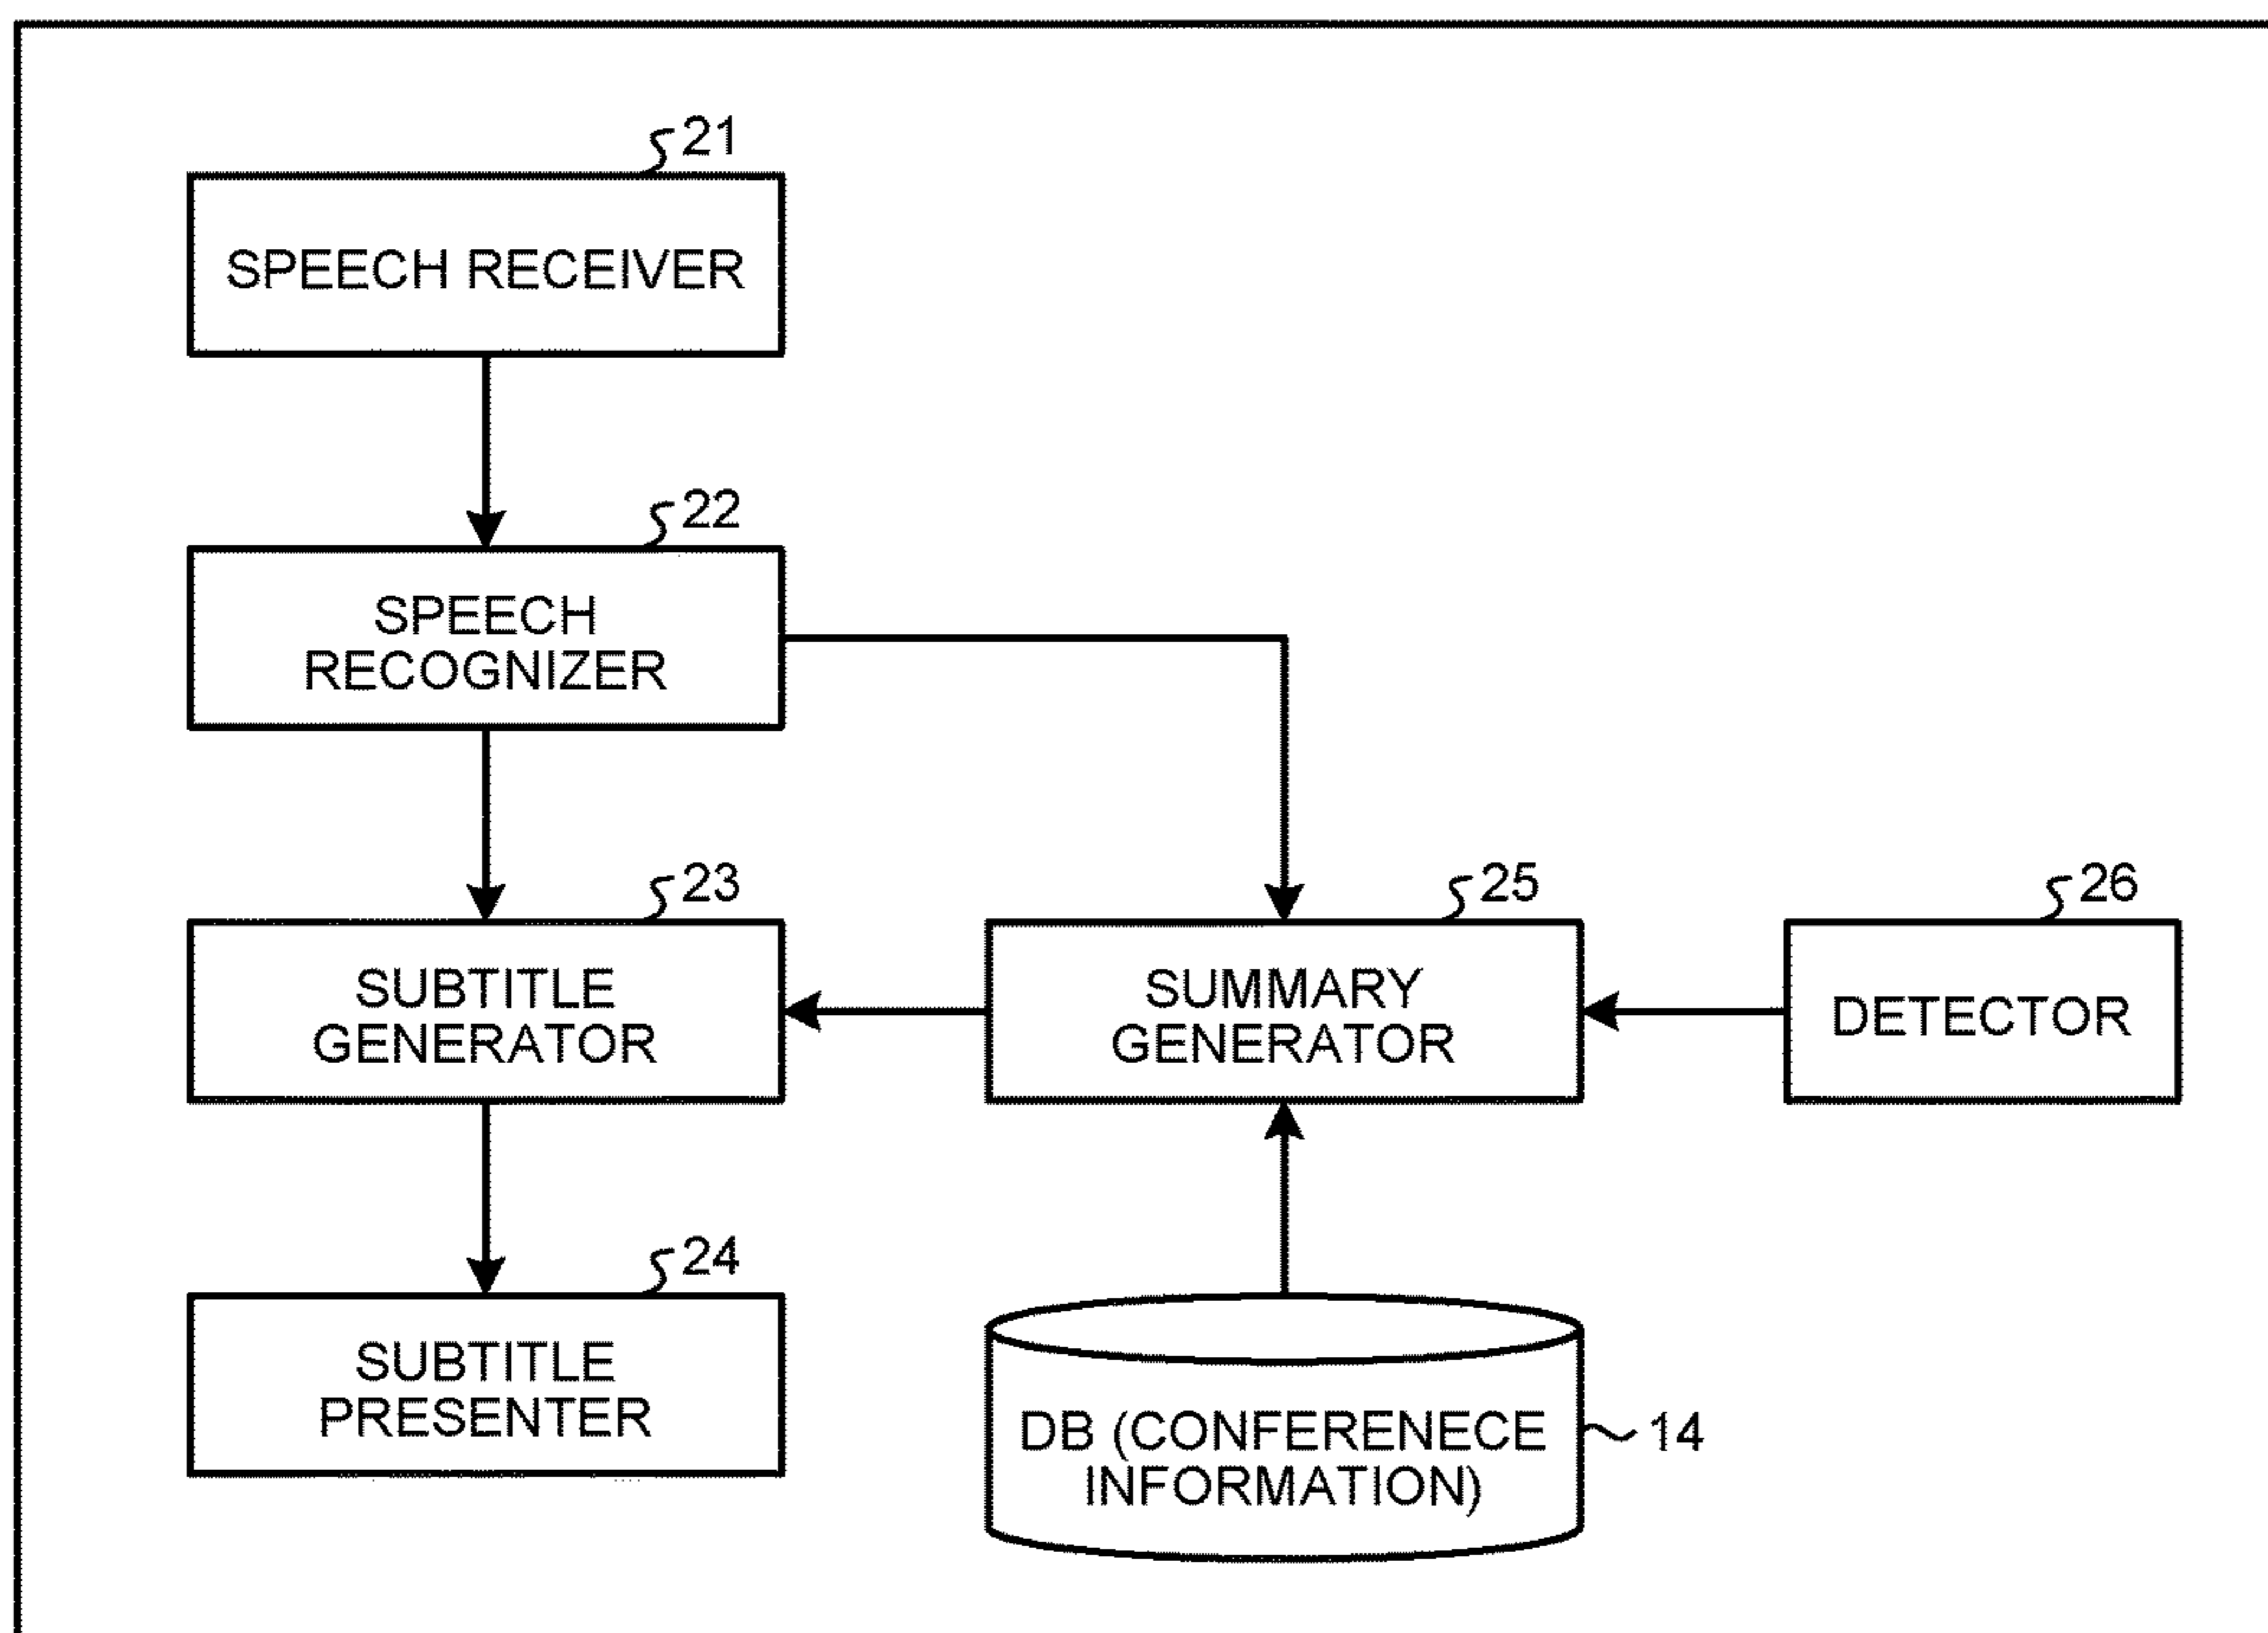 21
SPEECH RECEIVER
22
SPEECH
RECOGNIZER
23
SUBTITLE
GENERATOR
25
SUMMARY
GENERATOR
26
DETECTOR
24
SUBTITLE
PRESENTER
DB (CONFERENECE
INFORMATION)
14